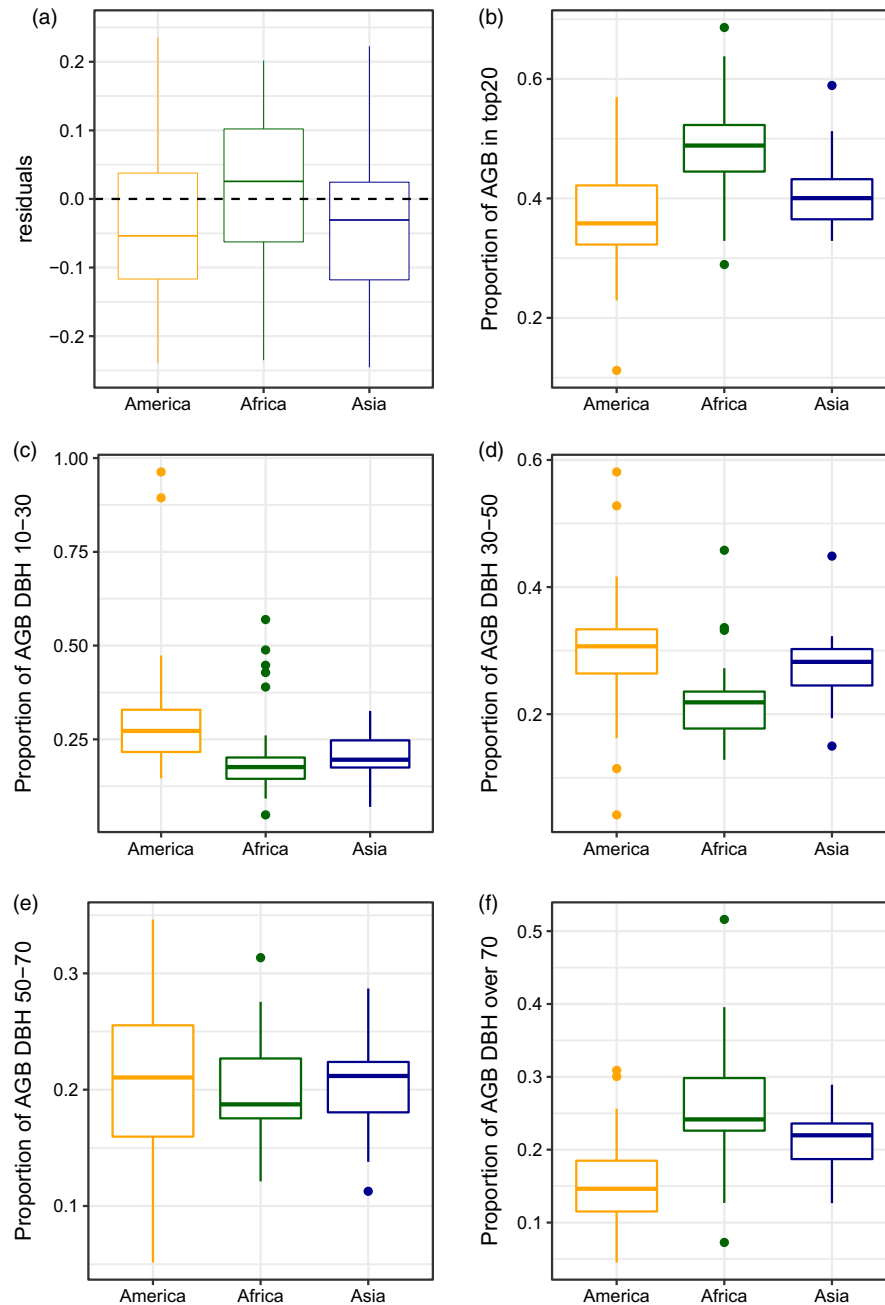 (a)
residuals
0.2
0.1
0.0
−0.1
−0.2
America Africa Asia
(b)
Proportion of AGB in top20
0.6
0.4
0.2
America Africa Asia
(c)
Proportion of AGB DBH 10−30
1.00
0.75
0.50
0.25
America Africa Asia
(d)
Proportion of AGB DBH 30−50
0.6
0.4
0.2
America Africa Asia
(e)
Proportion of AGB DBH 50−70
0.3
0.2
0.1
America Africa Asia
(f)
Proportion of AGB DBH over 70
0.5
0.4
0.3
0.2
0.1
America Africa Asia